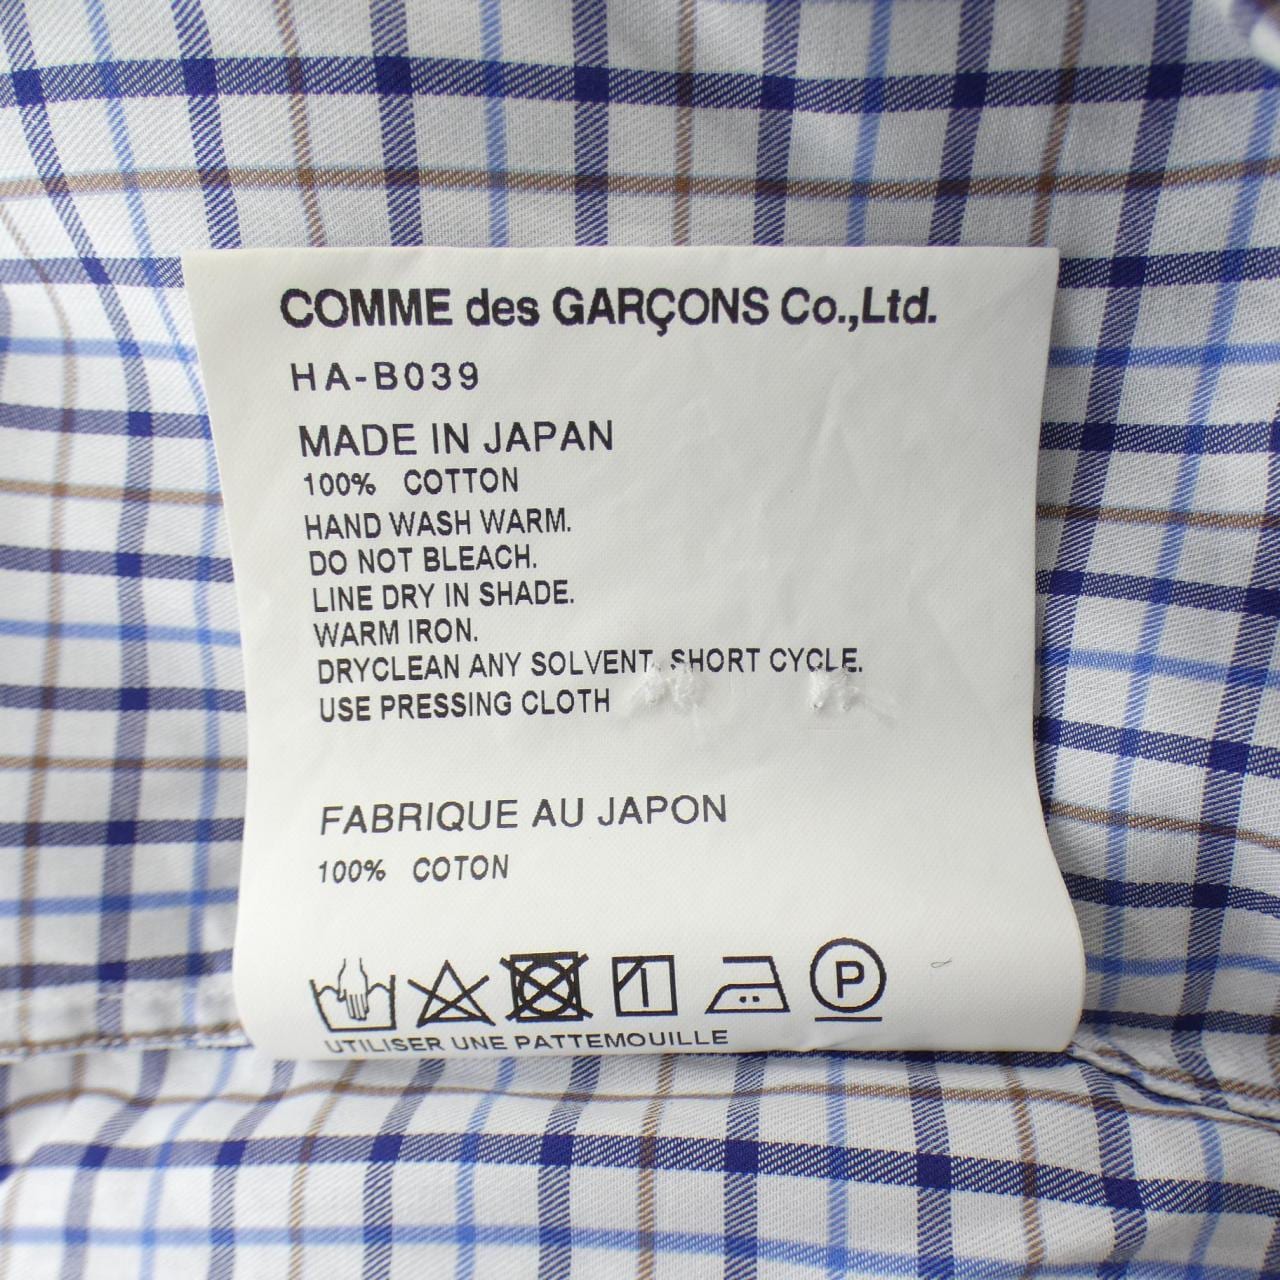 COMME des GARÇONS Co.,Ltd.
HA-B039
MADE IN JAPAN
100% COTTON
HAND WASH WARM.
DO NOT BLEACH.
LINE DRY IN SHADE.
WARM IRON.
DRYCLEAN ANY SOLVENT, SHORT CYCLE.
USE PRESSING CLOTH
FABRIQUE AU JAPON
100% COTON
P
UTILISER UNE PATTEMOUILLE